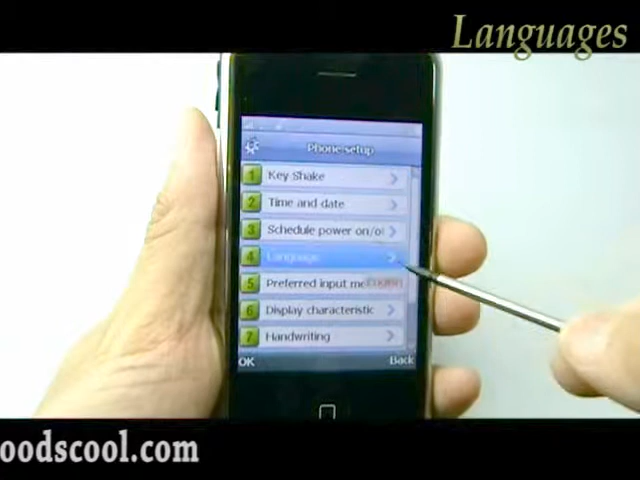 Languages
Phone setup
1 Key Shake
2 Time and date
3 Schedule power on/o
4 Language
5 Preferred input me
6 Display characteristic
7 Handwriting
OK Back
oodscool.com